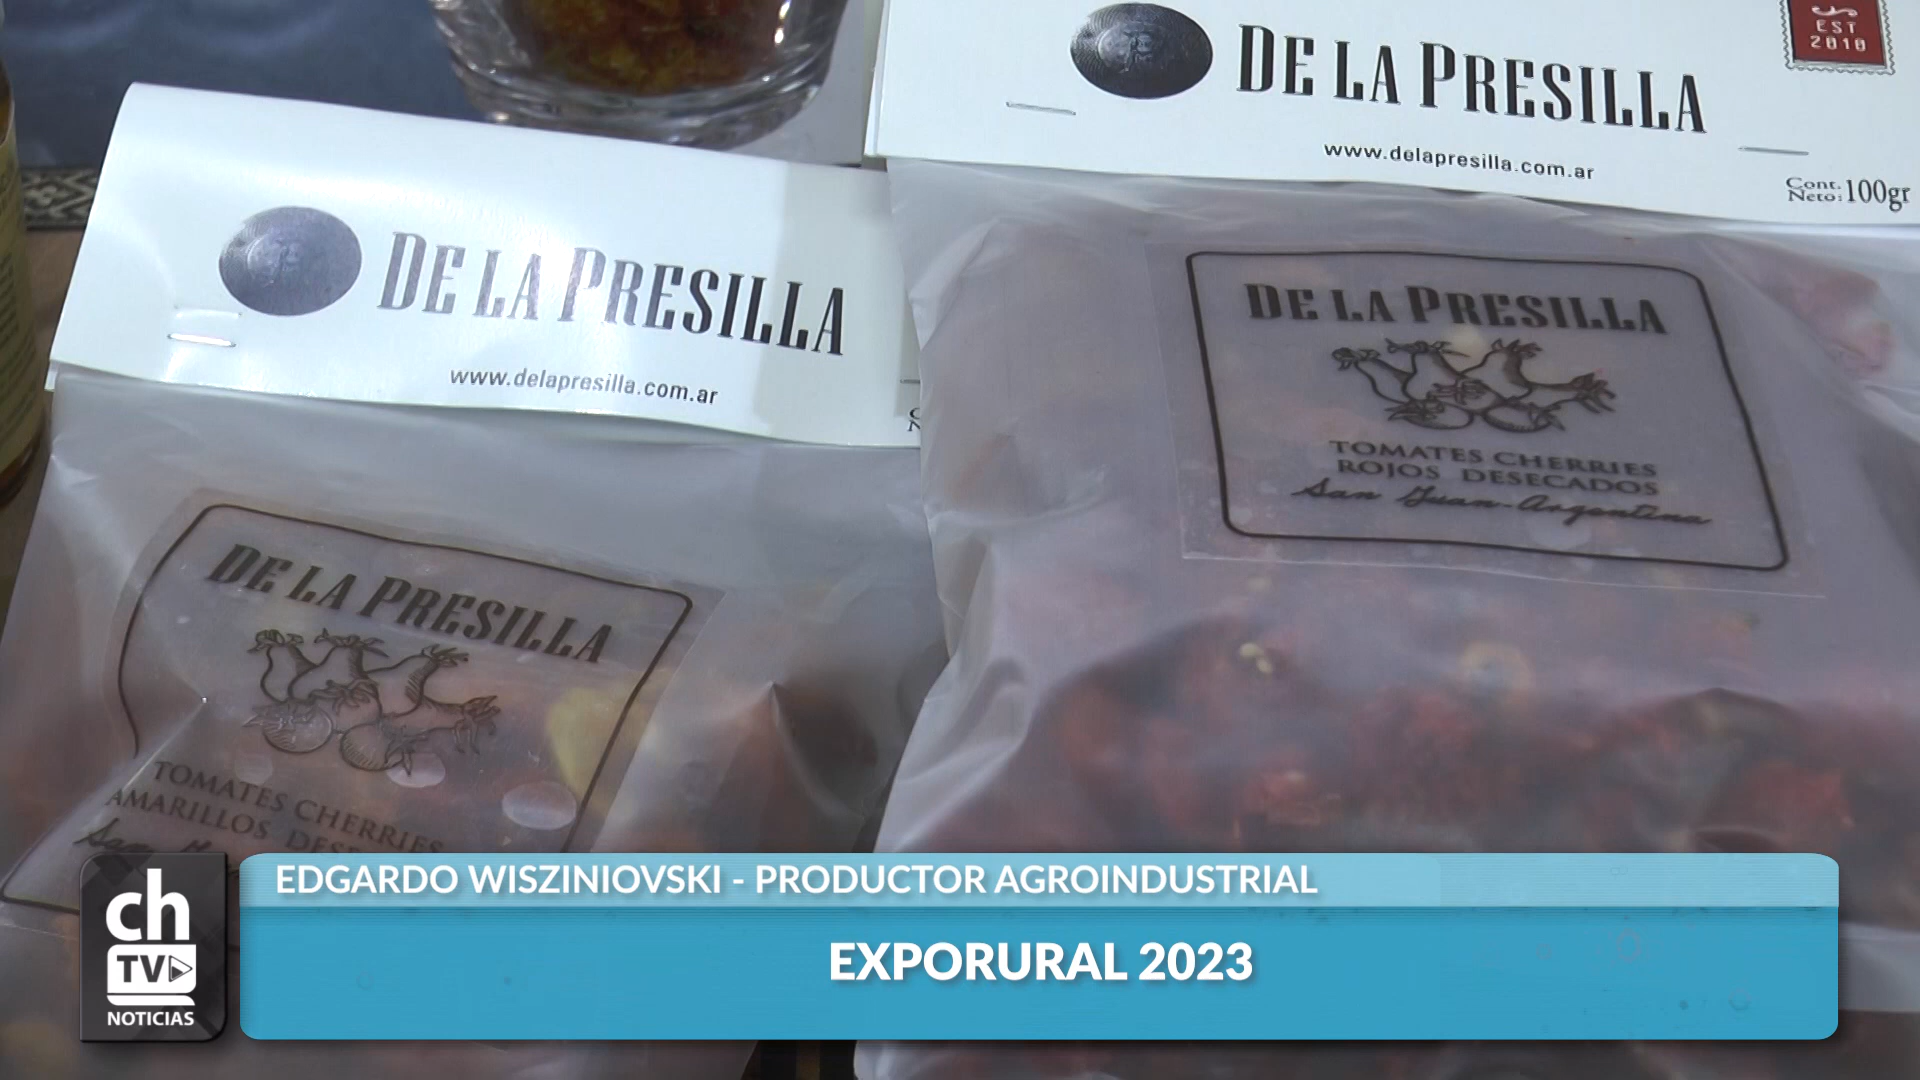 DE LA PRESILLA
www.delapresilla.com.ar
EST
2010
Cont.
Neto: 100gr
DE LA PRESILLA
www.delapresilla.com.ar
DE LA PRESILLA
TOMATES CHERRIES
ROJOS DESECADOS
San Juan-Argentina
DE LA PRESILLA
TOMATES CHERRIES
AMARILLOS
San
EDGARDO WISZINIOVSKI - PRODUCTOR AGROINDUSTRIAL
EXPORURAL 2023
ch
TV
NOTICIAS